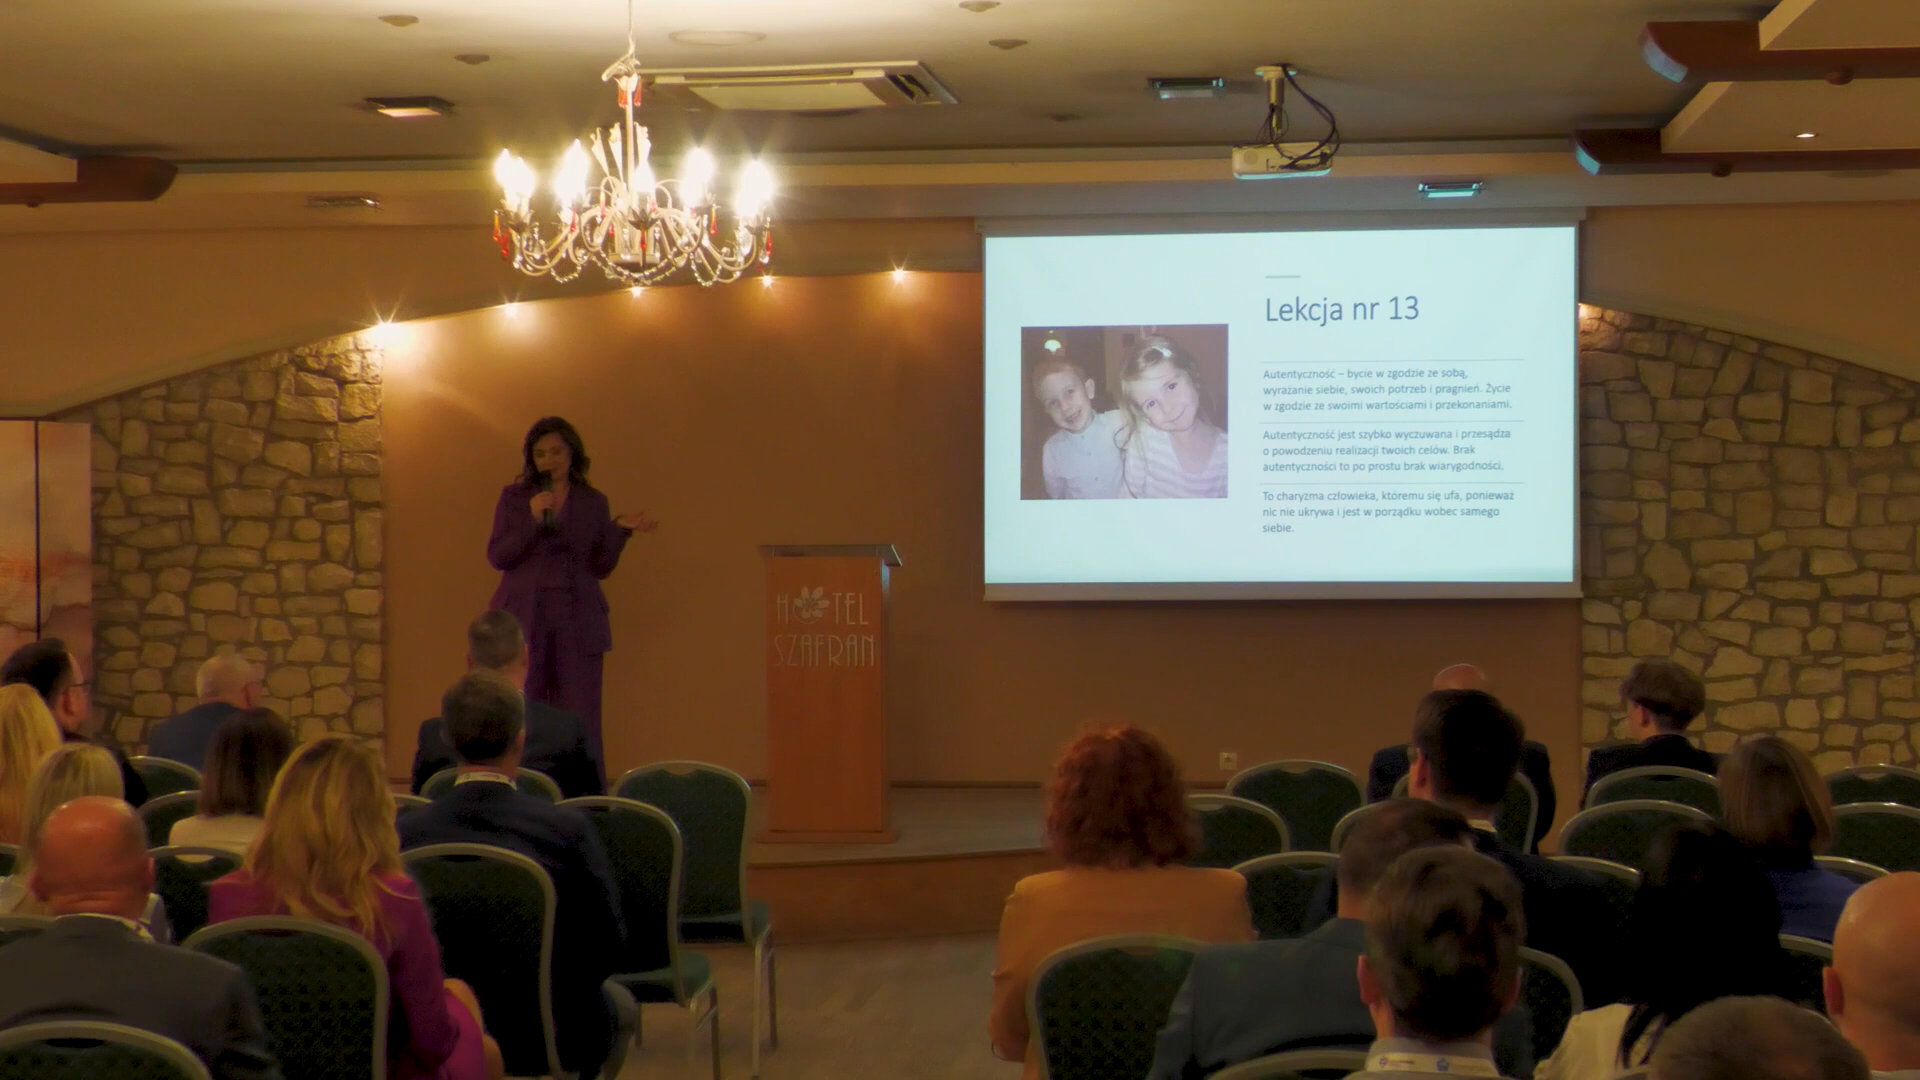 Lekcja nr 13
Autentyczność – bycie w zgodzie ze sobą,
wyrażanie siebie, swoich potrzeb i pragnień. Życie
w zgodzie ze swoimi wartościami i przekonaniami.
Autentyczność jest szybko wyczuwana i przesądza
o powodzeniu realizacji twoich celów. Brak
autentyczności to po prostu brak wiarygodności.
To charyzma człowieka, któremu się ufa, ponieważ
nic nie ukrywa i jest w porządku wobec samego
siebie.
HOTEL
SZAFRAN